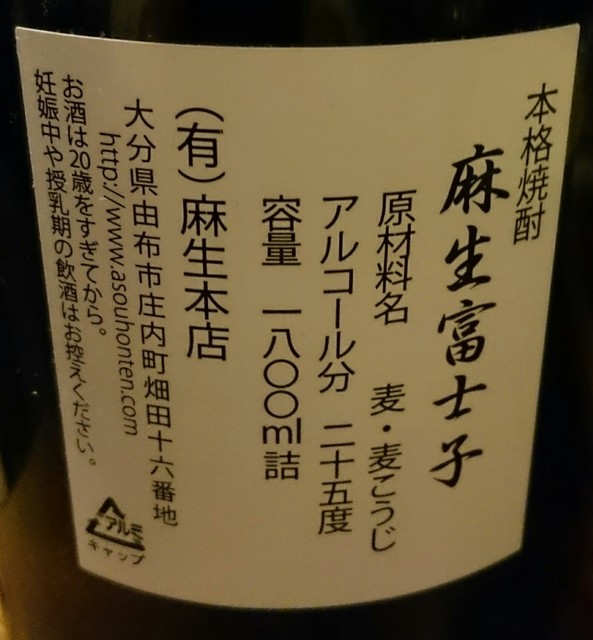 本格焼酎
麻生富士子
原材料名 麦・麦こうじ
アルコール分 二十五度
容量 一八〇〇ml詰
（有）麻生本店
大分県由布市庄内町畑田十六番地
http://www.asouhonten.com
お酒は20歳をすぎてから。
妊娠中や授乳期の飲酒はお控えください。
アルミ
キャップ